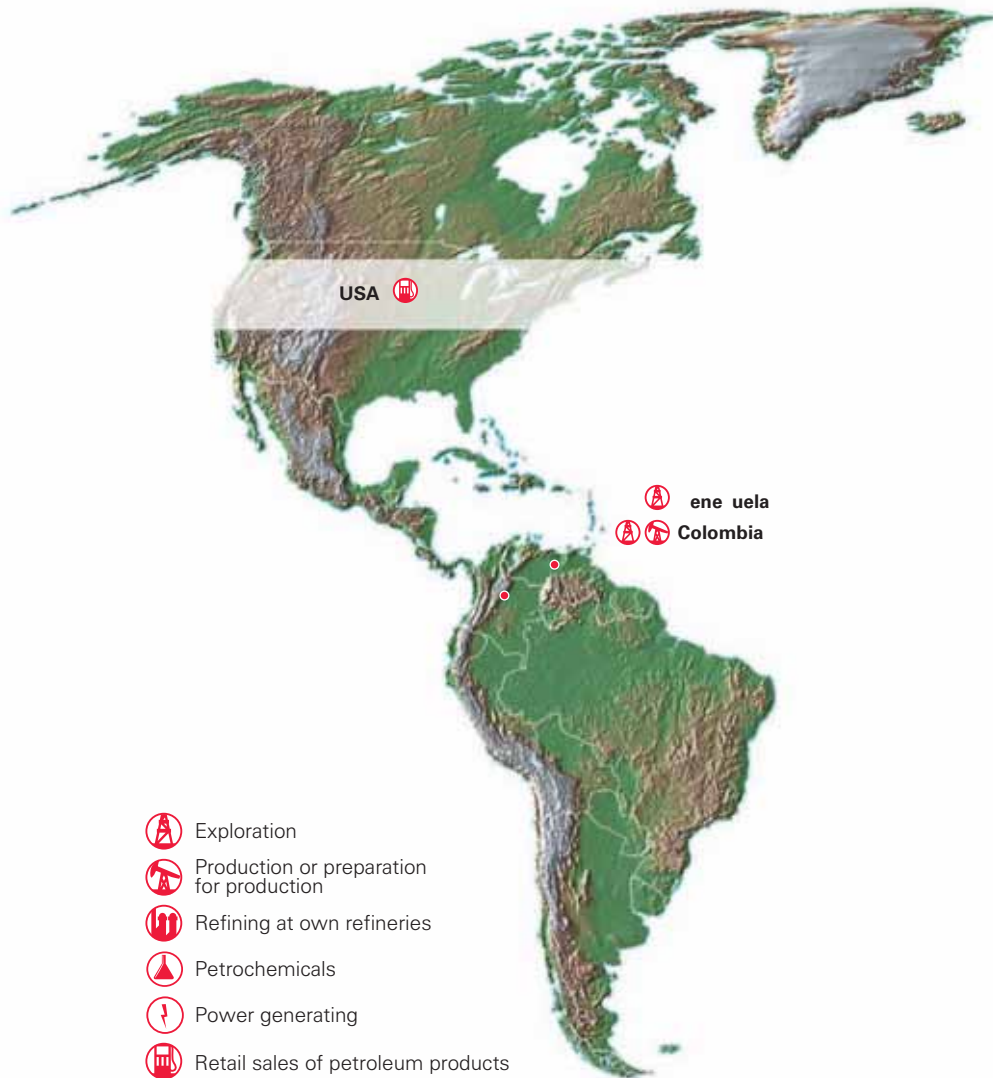 USA
ene uela
Colombia
Exploration
Production or preparation
for production
Refining at own refineries
Petrochemicals
Power generating
Retail sales of petroleum products